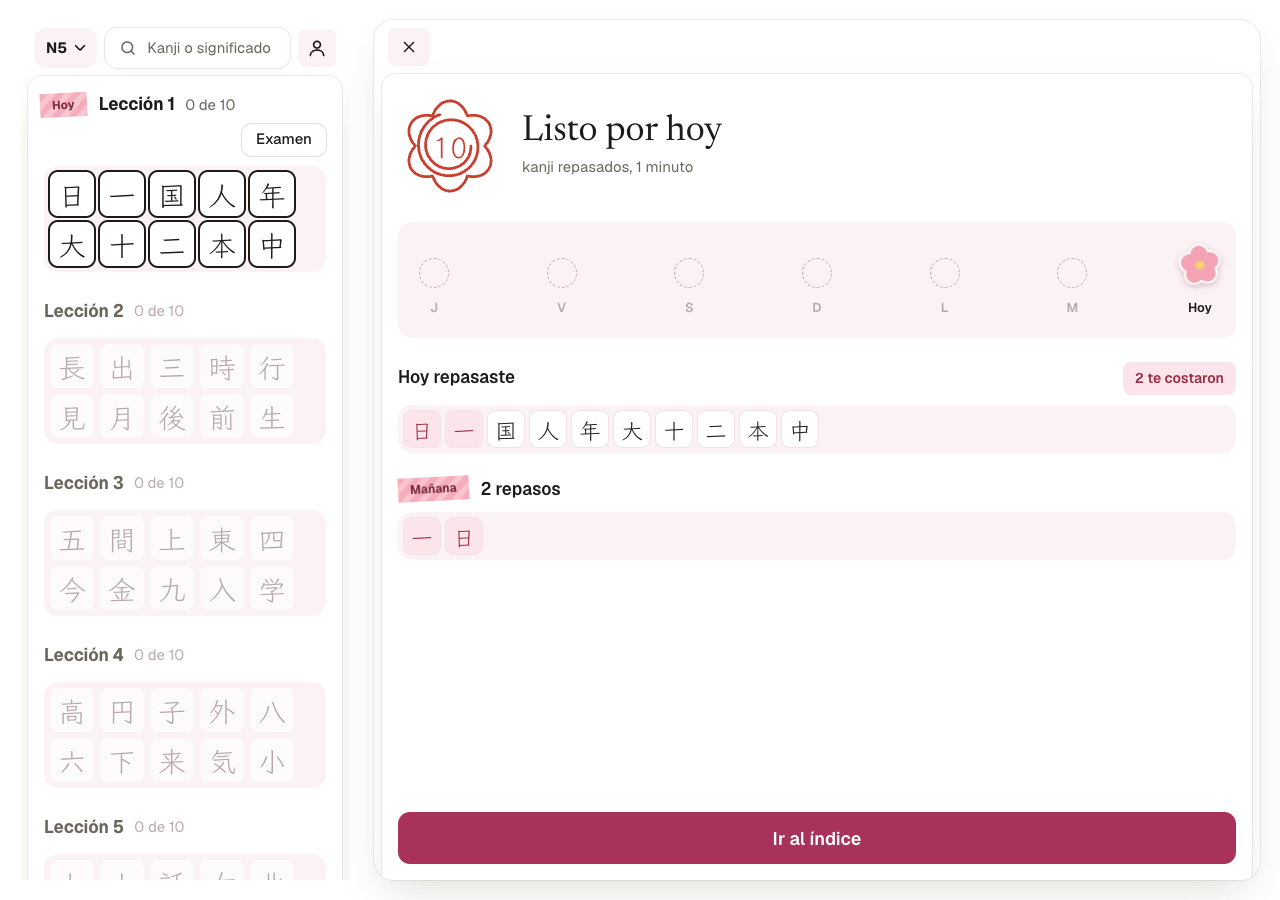 N5
Kanji o significado
Hoy
Lección 1
0 de 10
Examen
日 一 国 人 年
大 十 二 本 中
Lección 2
0 de 10
長 出 三 時 行
見 月 後 前 生
Lección 3
0 de 10
五 間 上 東 四
今 金 九 入 学
Lección 4
0 de 10
高 円 子 外 八
六 下 来 気 小
Lección 5
0 de 10
10
Listo por hoy
kanji repasados, 1 minuto
J V S D L M Hoy
Hoy repasaste
2 te costaron
日 一 国 人 年 大 十 二 本 中
Mañana
2 repasos
一 日
Ir al índice